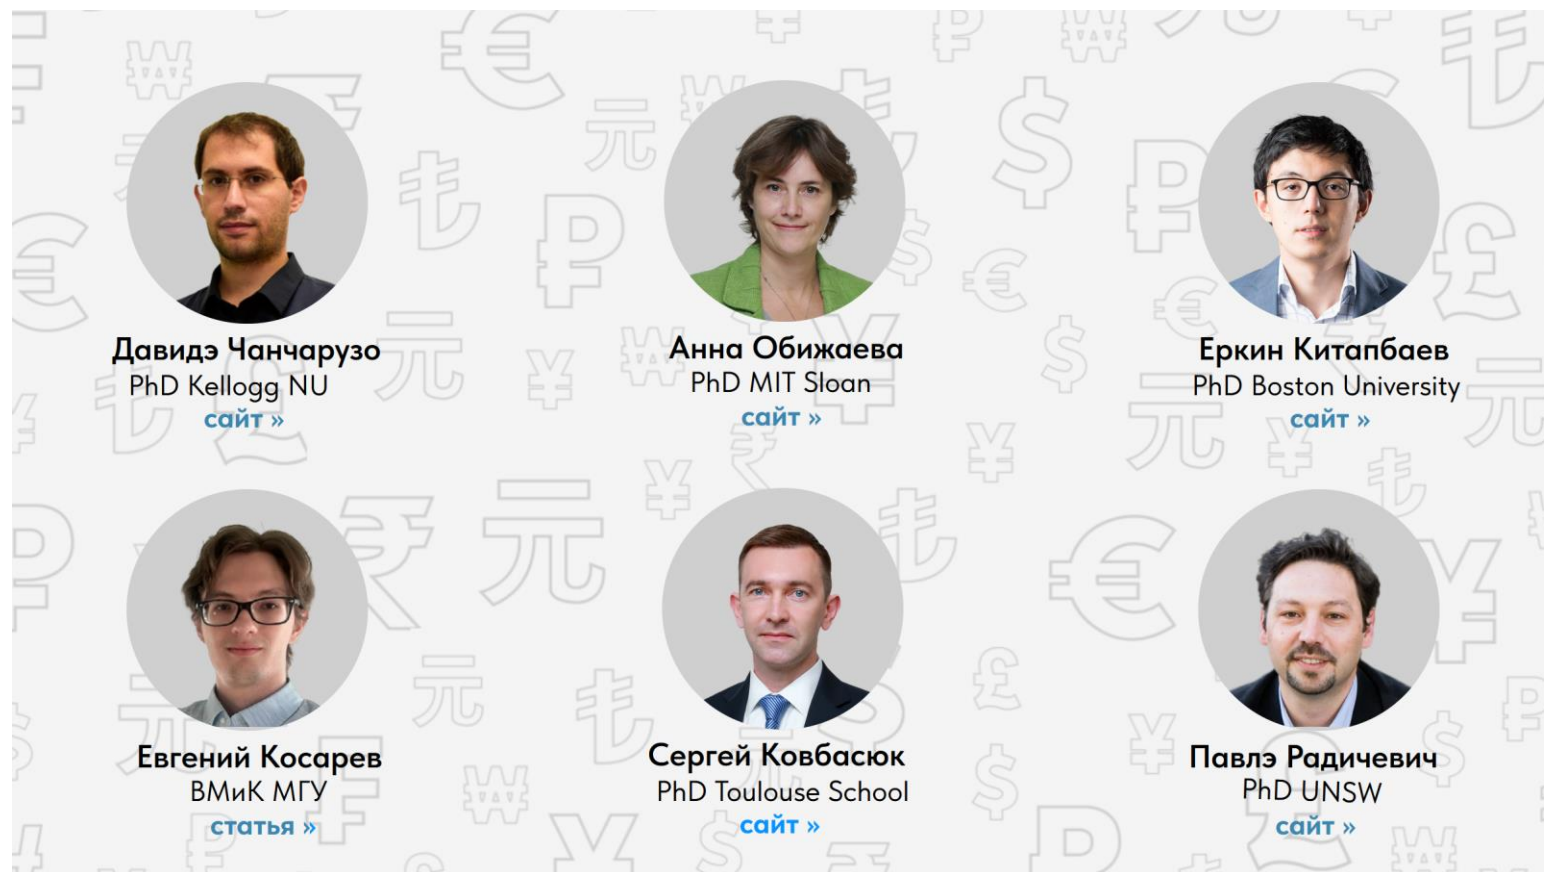 Давидэ Чанчарузо
PhD Kellogg NU
сайт »
Анна Обижаева
PhD MIT Sloan
сайт »
Еркин Китапбаев
PhD Boston University
сайт »
Евгений Косарев
ВМиК МГУ
статья »
Сергей Ковбасюк
PhD Toulouse School
сайт »
Павлэ Радичевич
PhD UNSW
сайт »